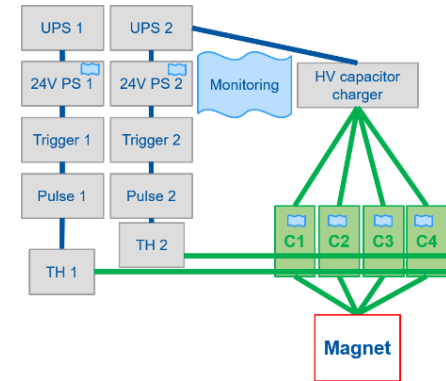 UPS 1
UPS 2
24V PS 1
24V PS 2
Monitoring
HV capacitor
charger
Trigger 1
Trigger 2
Pulse 1
Pulse 2
TH 2
TH 1
C1
C2
C3
C4
Magnet